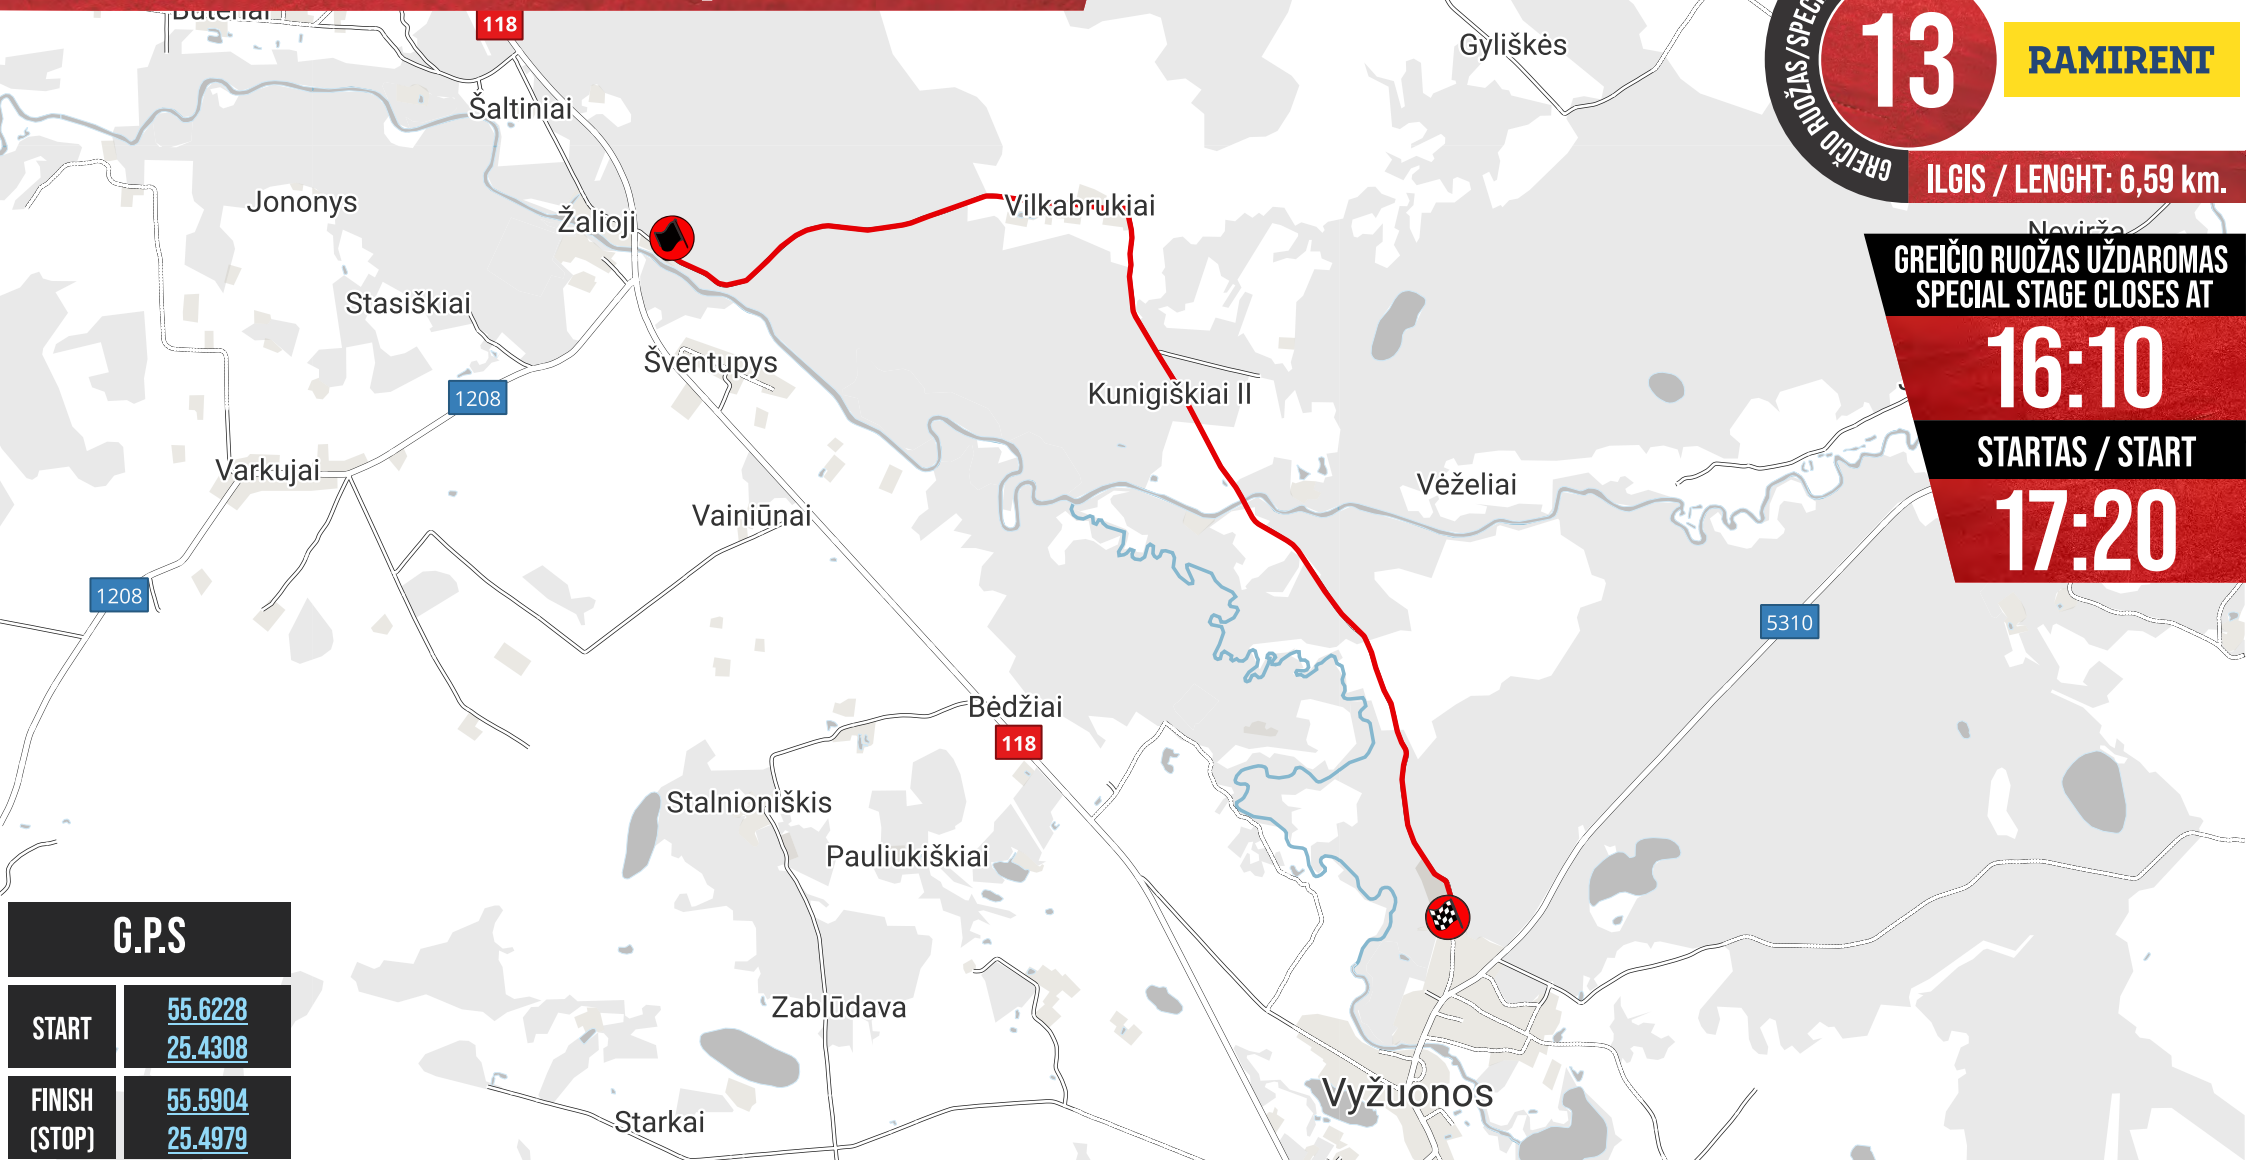 118
Gyliškės
GREIČIO RUOŽAS/SPECI
13
RAMIRENT
ILGIS / LENGHT: 6,59 km.
Šaltiniai
Jononys
Žalioji
Vilkabrukiai
Nevirža
GREIČIO RUOŽAS UŽDAROMAS
SPECIAL STAGE CLOSES AT
16:10
STARTAS / START
17:20
Stasiškiai
Šventupys
1208
Kunigiškiai II
Varkujai
Vėželiai
Vainiūnai
1208
5310
Bėdžiai
118
Stalnioniškis
Pauliukiškiai
Zablūdava
Vyžuonos
Starkai
G.P.S
START
55.6228
25.4308
FINISH
(STOP)
55.5904
25.4979